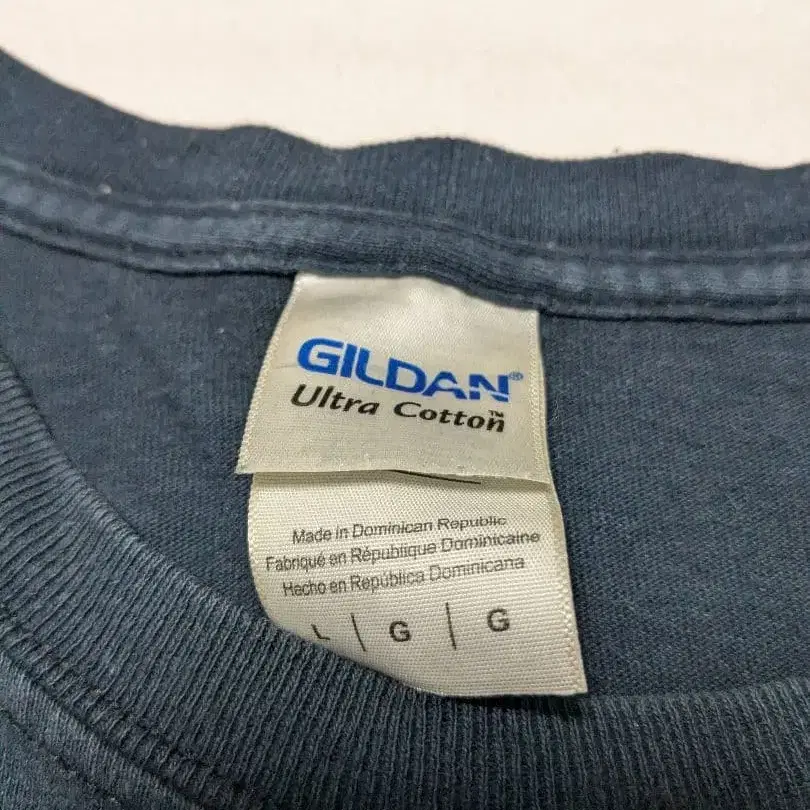 GILDAN®
Ultra Cotton™
Made in Dominican Republic
Fabriqué en République Dominicaine
Hecho en República Dominicana
L | G | G